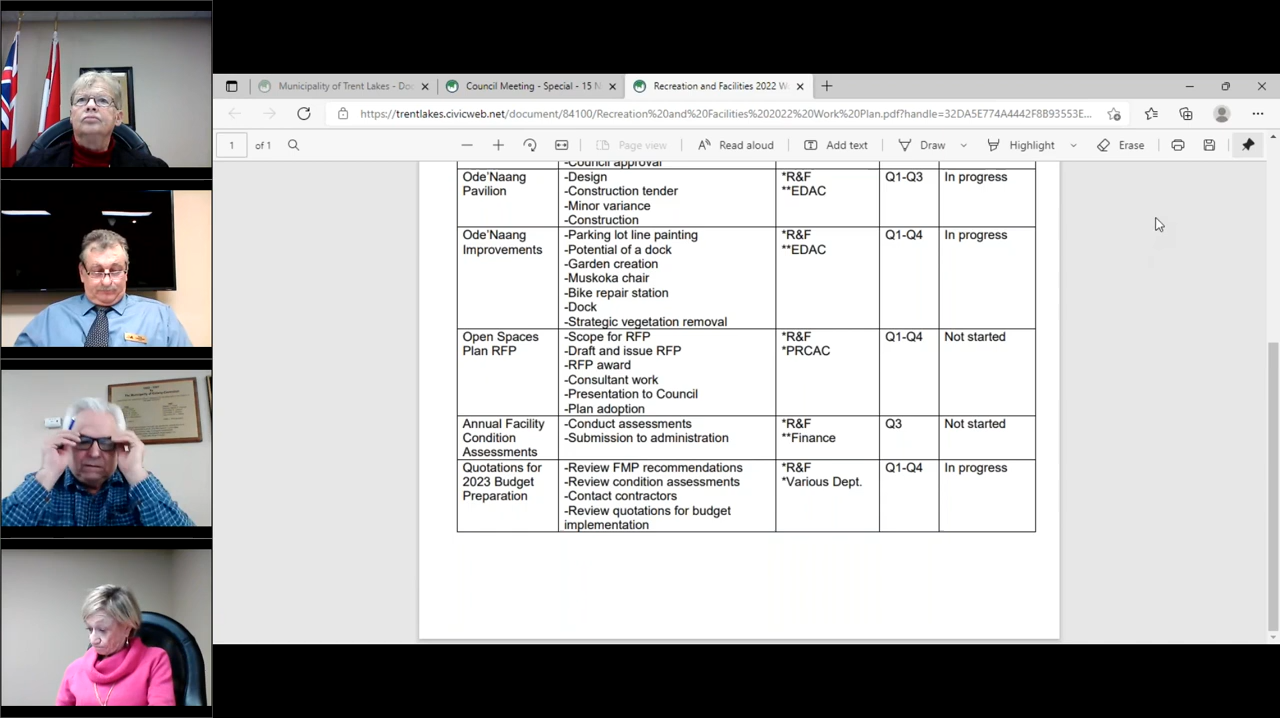 Municipality of Trent Lakes - Doc
Council Meeting - Special - 15 N
Recreation and Facilities 2022 W
https://trentlakes.civicweb.net/document/84100/Recreation%20and%20Facilities%202022%20Work%20Plan.pdf?handle=32DA5E774A4442F8B93553E...
1 of 1
Page view
Read aloud
Add text
Draw
Highlight
Erase
-Council approval
Ode'Naang Pavilion
-Design
-Construction tender
-Minor variance
-Construction
*R&F
**EDAC
Q1-Q3
In progress
Ode'Naang Improvements
-Parking lot line painting
-Potential of a dock
-Garden creation
-Muskoka chair
-Bike repair station
-Dock
-Strategic vegetation removal
*R&F
**EDAC
Q1-Q4
In progress
Open Spaces Plan RFP
-Scope for RFP
-Draft and issue RFP
-RFP award
-Consultant work
-Presentation to Council
-Plan adoption
*R&F
*PRCAC
Q1-Q4
Not started
Annual Facility Condition Assessments
-Conduct assessments
-Submission to administration
*R&F
**Finance
Q3
Not started
Quotations for 2023 Budget Preparation
-Review FMP recommendations
-Review condition assessments
-Contact contractors
-Review quotations for budget implementation
*R&F
*Various Dept.
Q1-Q4
In progress